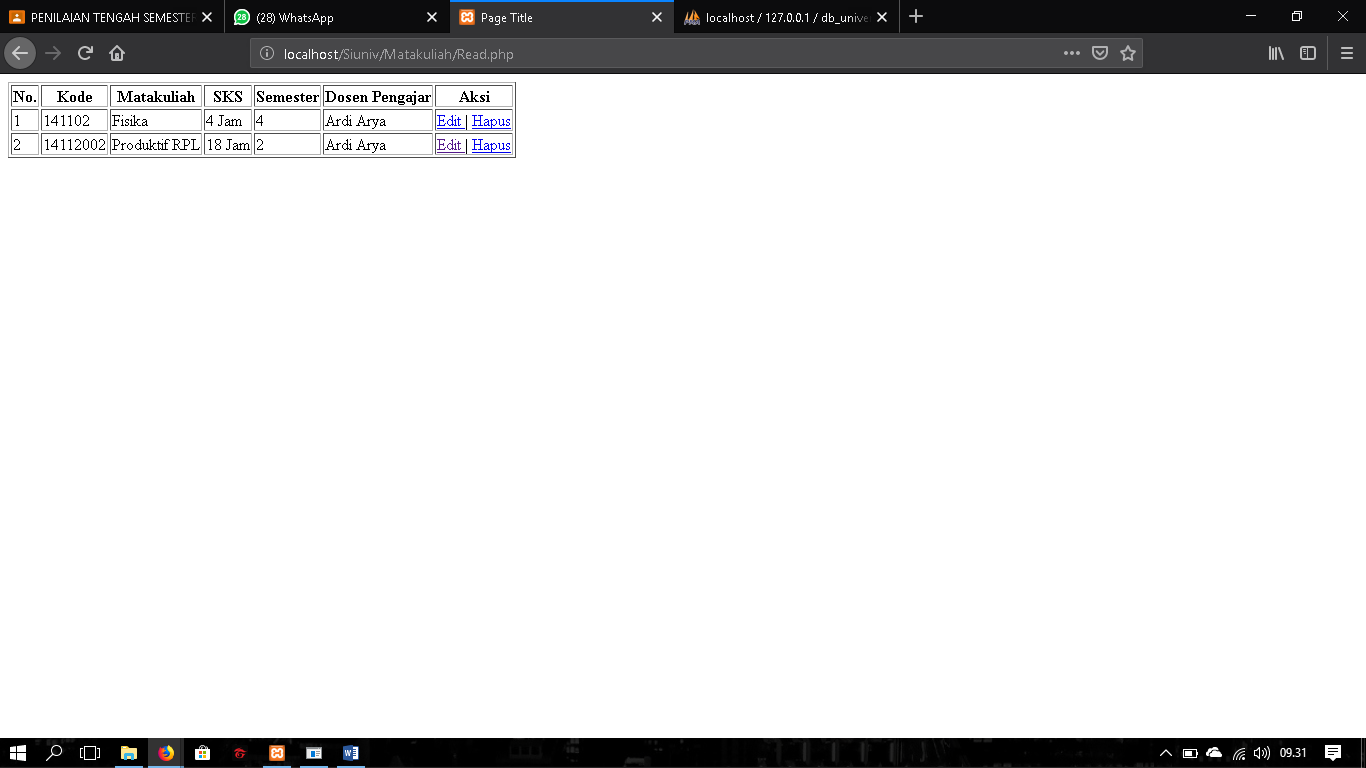 PENILAIAN TENGAH SEMESTER
28 (28) WhatsApp
Page Title
localhost / 127.0.0.1 / db_unive
localhost/Siuniv/Matakuliah/Read.php
No. Kode Matakuliah SKS Semester Dosen Pengajar Aksi
1 141102 Fisika 4 Jam 4 Ardi Arya Edit | Hapus
2 14112002 Produktif RPL 18 Jam 2 Ardi Arya Edit | Hapus
09.31